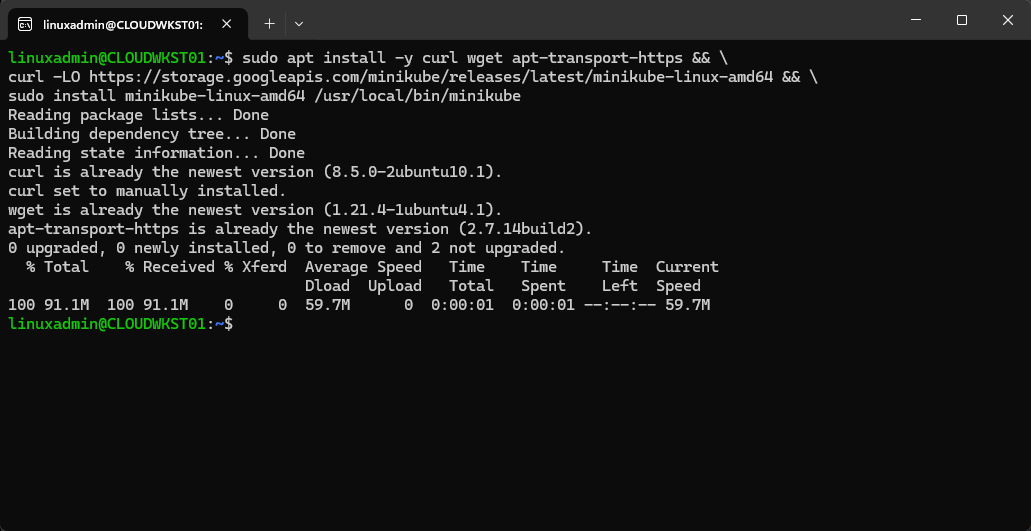 linuxadmin@CLOUDWKST01:
linuxadmin@CLOUDWKST01:~$ sudo apt install -y curl wget apt-transport-https && \
curl -LO https://storage.googleapis.com/minikube/releases/latest/minikube-linux-amd64 && \
sudo install minikube-linux-amd64 /usr/local/bin/minikube
Reading package lists... Done
Building dependency tree... Done
Reading state information... Done
curl is already the newest version (8.5.0-2ubuntu10.1).
curl set to manually installed.
wget is already the newest version (1.21.4-1ubuntu4.1).
apt-transport-https is already the newest version (2.7.14build2).
0 upgraded, 0 newly installed, 0 to remove and 2 not upgraded.
  % Total    % Received % Xferd  Average Speed   Time    Time     Time  Current
                                 Dload  Upload   Total   Spent    Left  Speed
100 91.1M  100 91.1M    0     0  59.7M      0  0:00:01  0:00:01 --:--:-- 59.7M
linuxadmin@CLOUDWKST01:~$